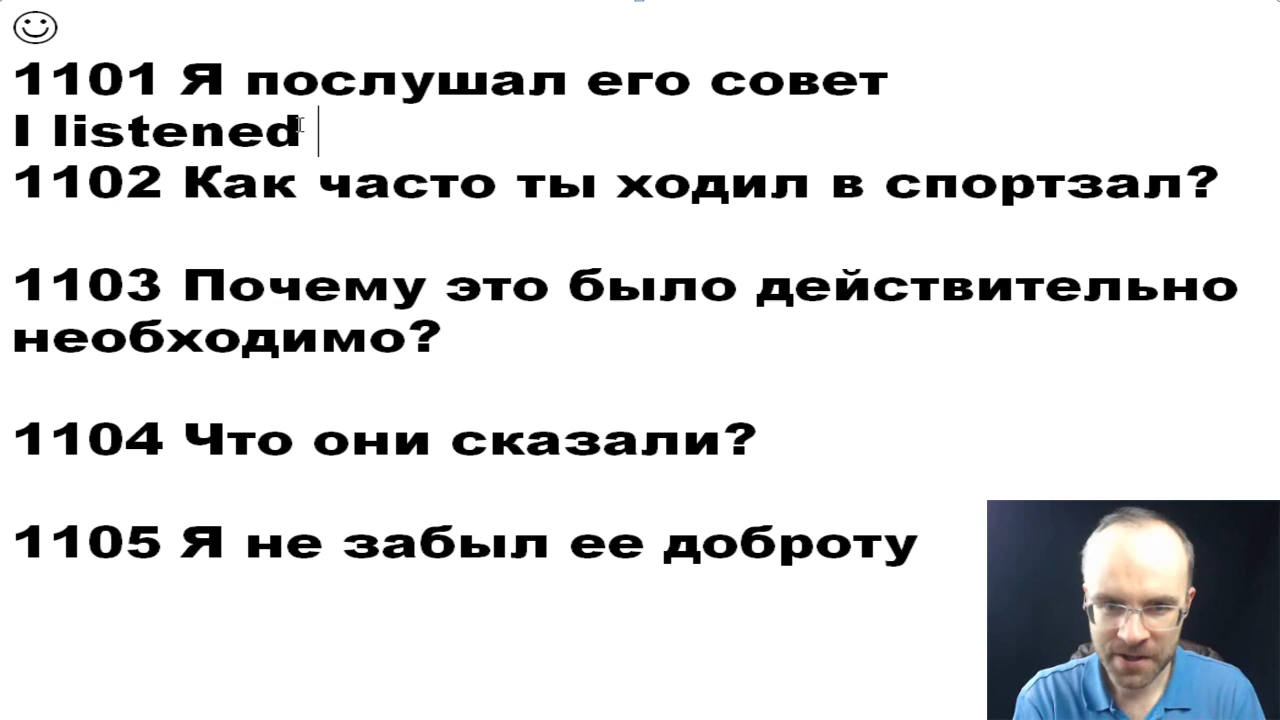 1101 Я послушал его совет
I listened
1102 Как часто ты ходил в спортзал?
1103 Почему это было действительно
необходимо?
1104 Что они сказали?
1105 Я не забыл ее доброту